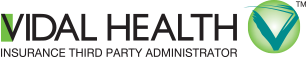 VIDAL HEALTH TM
INSURANCE THIRD PARTY ADMINISTRATOR